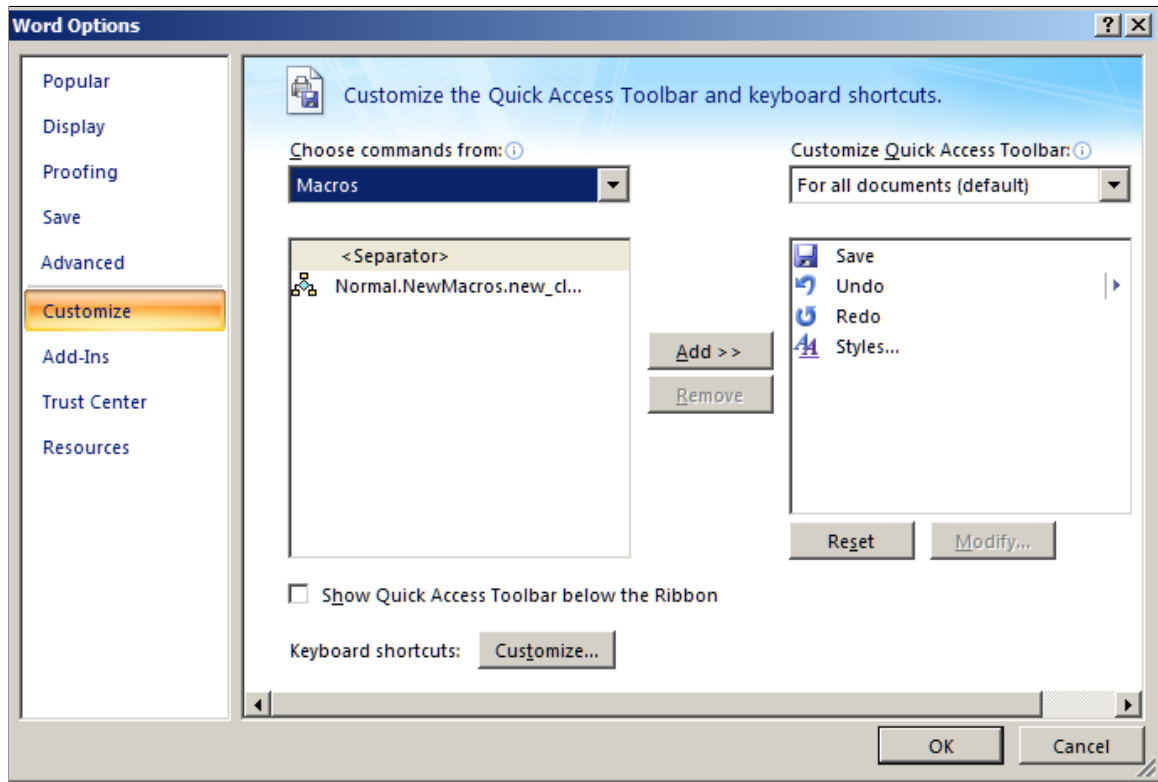 Word Options
Popular
Display
Proofing
Save
Advanced
Customize
Add-Ins
Trust Center
Resources
Customize the Quick Access Toolbar and keyboard shortcuts.
Choose commands from:
Macros
<Separator>
Normal.NewMacros.new_cl...
Add >>
Remove
Customize Quick Access Toolbar:
For all documents (default)
Save
Undo
Redo
Styles...
Reset
Modify...
Show Quick Access Toolbar below the Ribbon
Keyboard shortcuts: Customize...
OK
Cancel